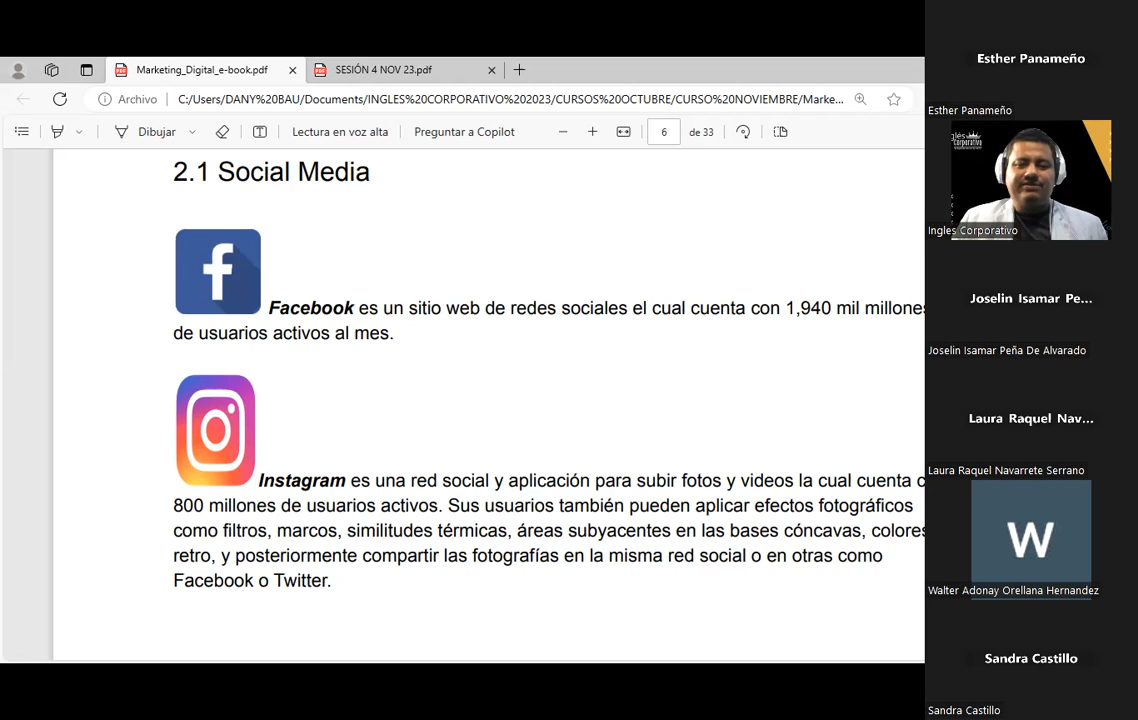 Marketing_Digital_e-book.pdf
SESIÓN 4 NOV 23.pdf
Archivo
C:/Users/DANY%20BAU/Documents/INGLES%20CORPORATIVO%202023/CURSOS%20OCTUBRE/CURSO%20NOVIEMBRE/Marke...
Dibujar
Lectura en voz alta
Preguntar a Copilot
6
de 33
2.1 Social Media
Facebook es un sitio web de redes sociales el cual cuenta con 1,940 mil millones
de usuarios activos al mes.
Instagram es una red social y aplicación para subir fotos y videos la cual cuenta
800 millones de usuarios activos. Sus usuarios también pueden aplicar efectos fotográficos
como filtros, marcos, similitudes térmicas, áreas subyacentes en las bases cóncavas, colores
retro, y posteriormente compartir las fotografías en la misma red social o en otras como
Facebook o Twitter.
Esther Panameño
Esther Panameño
Ingles Corporativo
Joselin Isamar Pe...
Joselin Isamar Peña De Alvarado
Laura Raquel Nav...
Laura Raquel Navarrete Serrano
W
Walter Adonay Orellana Hernandez
Sandra Castillo
Sandra Castillo